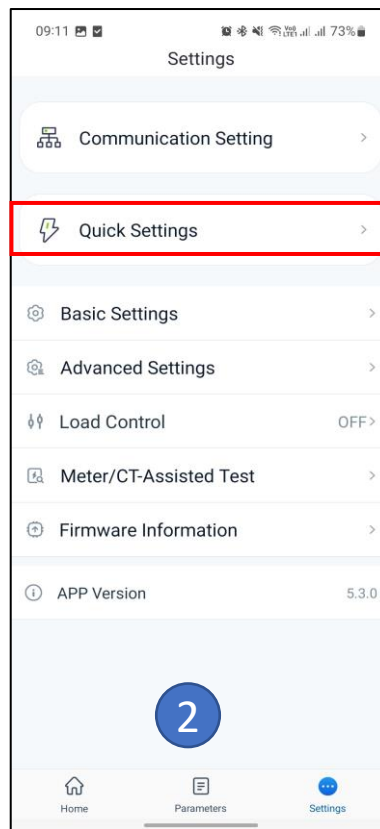 09:11 73%
Settings
Communication Setting
Quick Settings
Basic Settings
Advanced Settings
Load Control OFF
Meter/CT-Assisted Test
Firmware Information
APP Version 5.3.0
2
Home Parameters Settings